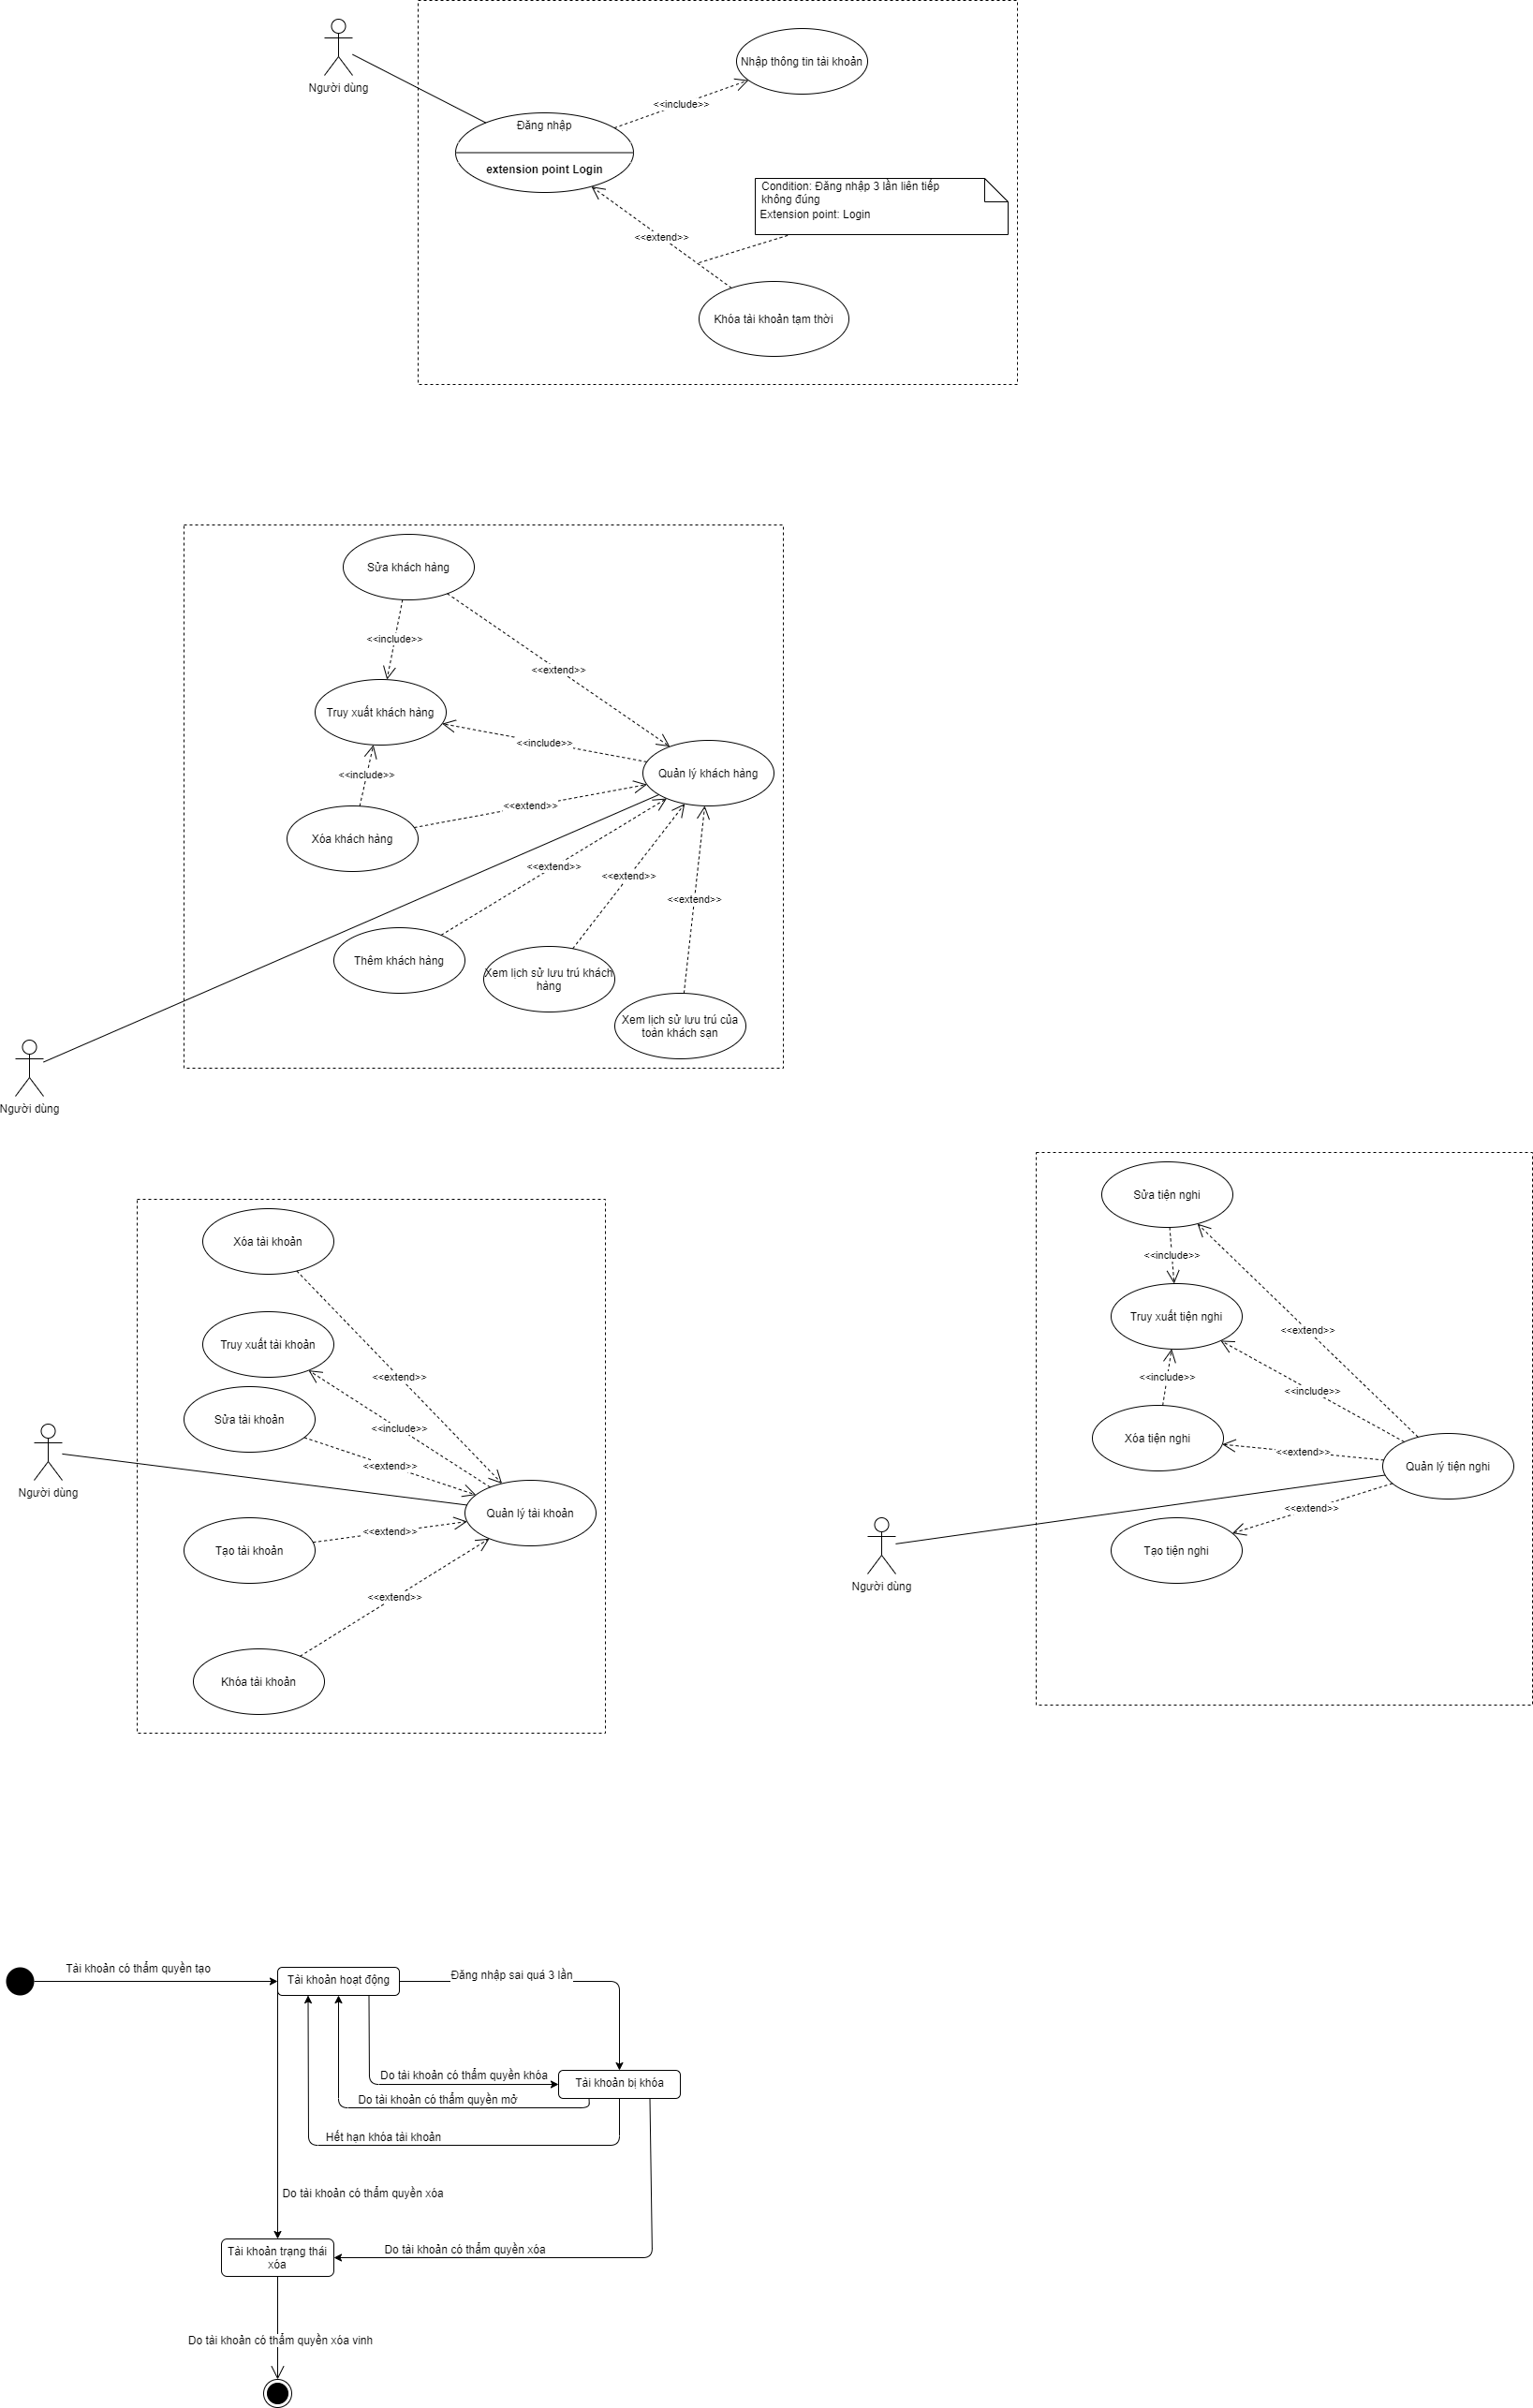 Người dùng
Nhập thông tin tài khoản
<<include>>
Đăng nhập
extension point Login
Condition: Đăng nhập 3 lần liên tiếp
không đúng
Extension point: Login
<<extend>>
Khóa tài khoản tạm thời
Sửa khách hàng
<<include>>
<<extend>>
Truy xuất khách hàng
<<include>>
Quản lý khách hàng
<<include>>
<<extend>>
Xóa khách hàng
<<extend>>
<<extend>>
<<extend>>
Thêm khách hàng
Xem lịch sử lưu trú khách
hàng
Xem lịch sử lưu trú của
toàn khách sạn
Người dùng
Xóa tài khoản
Truy xuất tài khoản
<<extend>>
Sửa tài khoản
<<include>>
<<extend>>
Người dùng
Quản lý tài khoản
<<extend>>
Tạo tài khoản
<<extend>>
Khóa tài khoản
Sửa tiện nghi
<<include>>
Truy xuất tiện nghi
<<extend>>
<<include>>
<<include>>
Xóa tiện nghi
<<extend>>
Quản lý tiện nghi
<<extend>>
Tạo tiện nghi
Người dùng
Tài khoản có thẩm quyền tạo
Tài khoản hoạt động
Đăng nhập sai quá 3 lần
Do tài khoản có thẩm quyền khóa
Tài khoản bị khóa
Do tài khoản có thẩm quyền mở
Hết hạn khóa tài khoản
Do tài khoản có thẩm quyền xóa
Tài khoản trạng thái
xóa
Do tài khoản có thẩm quyền xóa
Do tài khoản có thẩm quyền xóa vinh